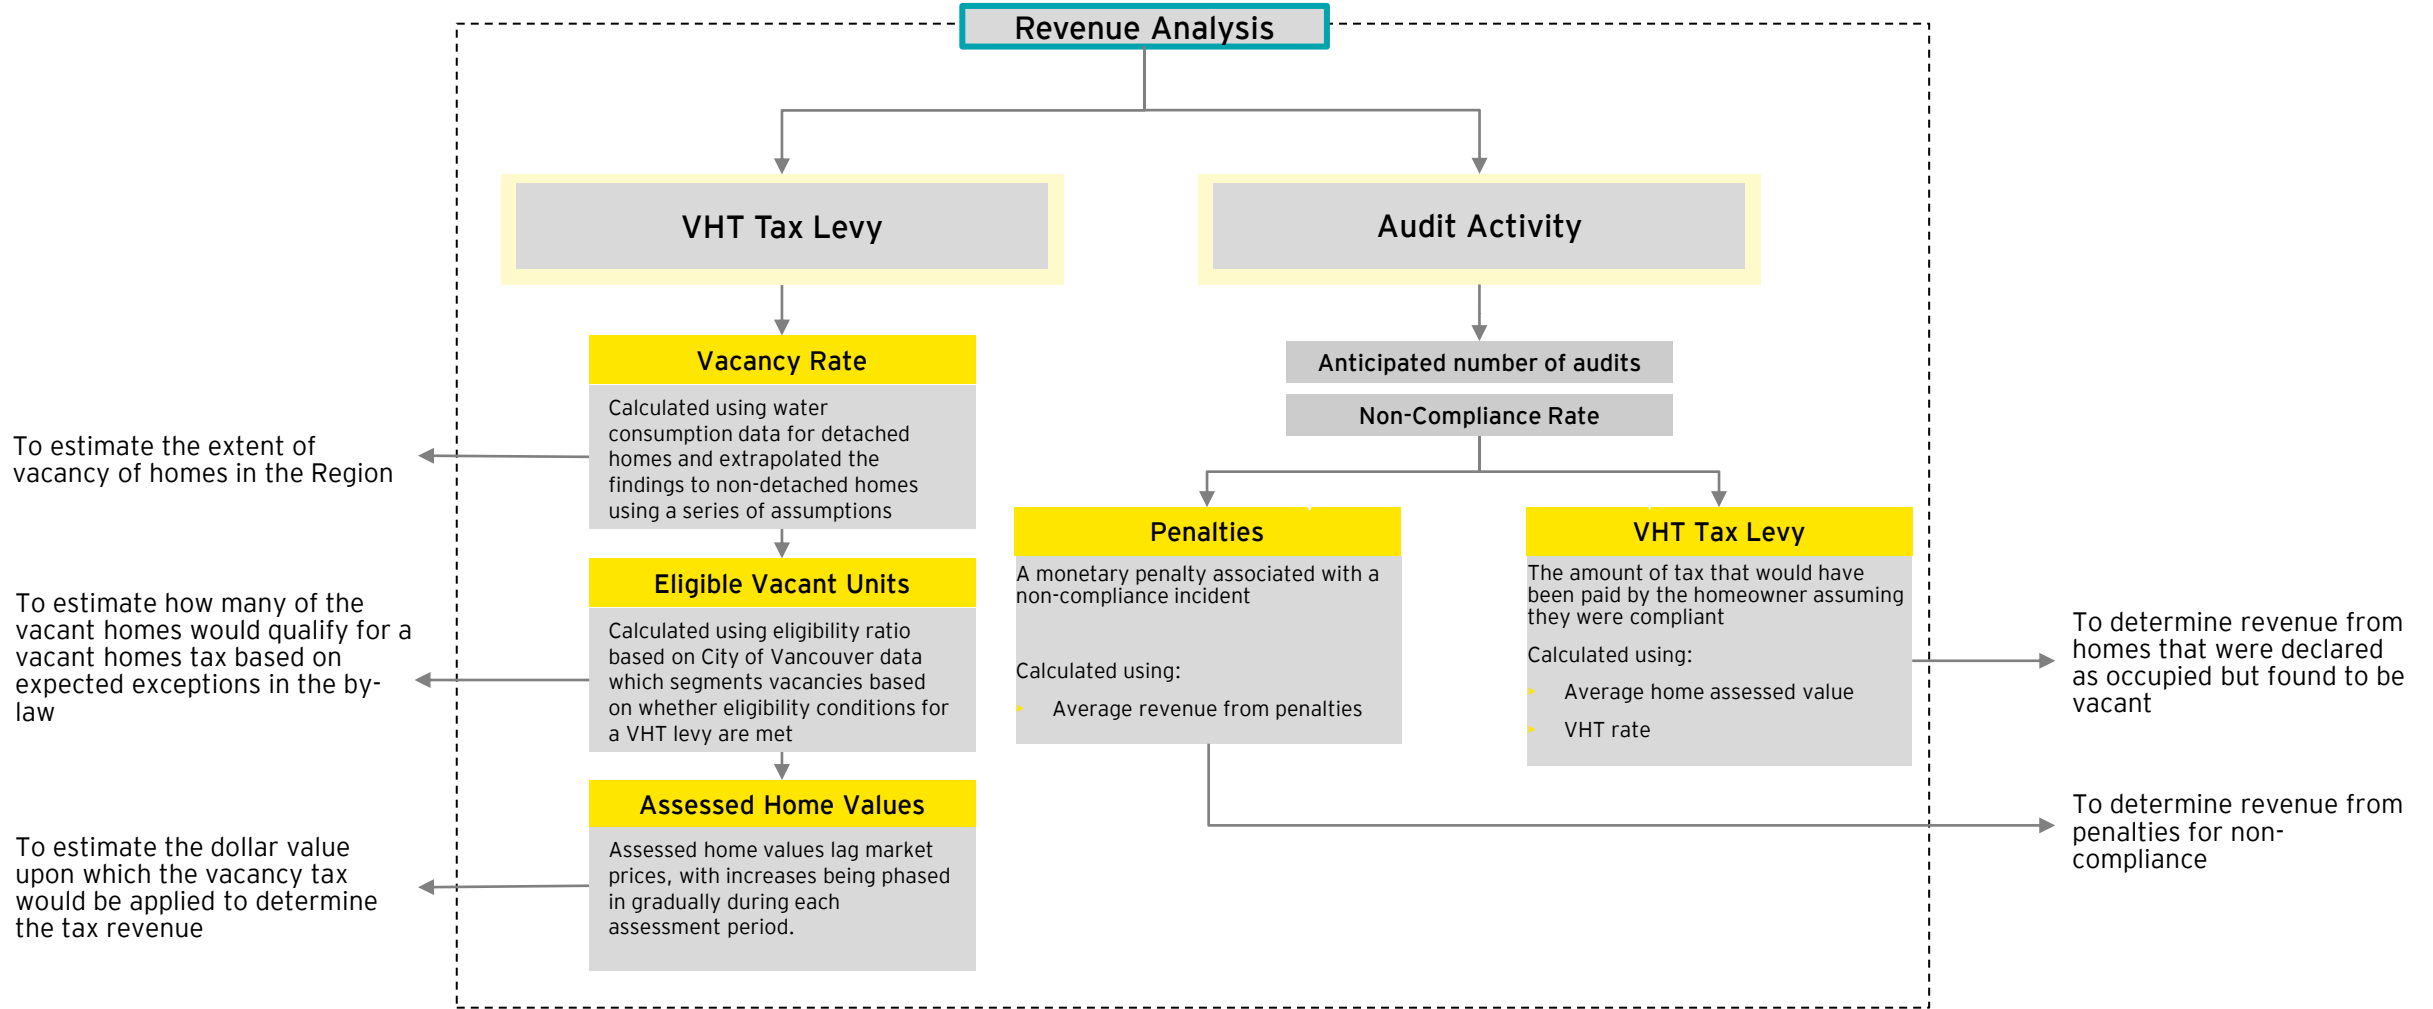 Revenue Analysis
VHT Tax Levy
Audit Activity
Vacancy Rate
Calculated using water
consumption data for detached
homes and extrapolated the
findings to non-detached homes
using a series of assumptions
To estimate the extent of
vacancy of homes in the Region
Eligible Vacant Units
Calculated using eligibility ratio
based on City of Vancouver data
which segments vacancies based
on whether eligibility conditions for
a VHT levy are met
To estimate how many of the
vacant homes would qualify for a
vacant homes tax based on
expected exceptions in the by-
law
Assessed Home Values
Assessed home values lag market
prices, with increases being phased
in gradually during each
assessment period.
To estimate the dollar value
upon which the vacancy tax
would be applied to determine
the tax revenue
Anticipated number of audits
Non-Compliance Rate
Penalties
A monetary penalty associated with a
non-compliance incident
Calculated using:
Average revenue from penalties
VHT Tax Levy
The amount of tax that would have
been paid by the homeowner assuming
they were compliant
Calculated using:
Average home assessed value
VHT rate
To determine revenue from
homes that were declared
as occupied but found to be
vacant
To determine revenue from
penalties for non-
compliance